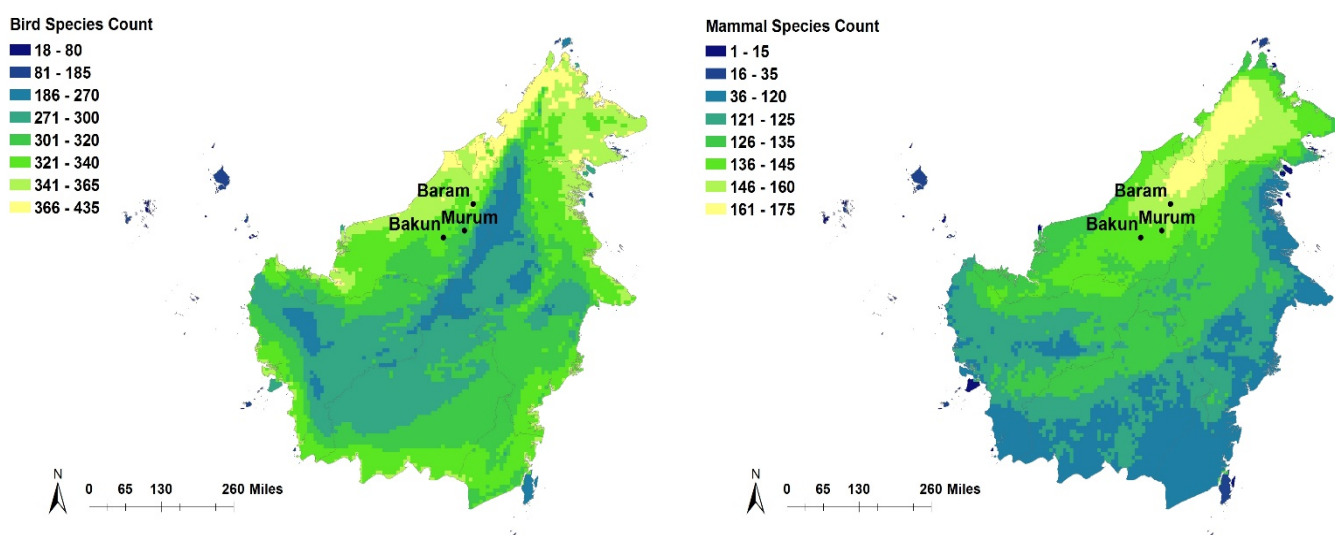 Bird Species Count
18 - 80
81 - 185
186 - 270
271 - 300
301 - 320
321 - 340
341 - 365
366 - 435
Baram
Murum
Bakun
N
0 65 130 260 Miles
Mammal Species Count
1 - 15
16 - 35
36 - 120
121 - 125
126 - 135
136 - 145
146 - 160
161 - 175
Baram
Murum
Bakun
N
0 65 130 260 Miles